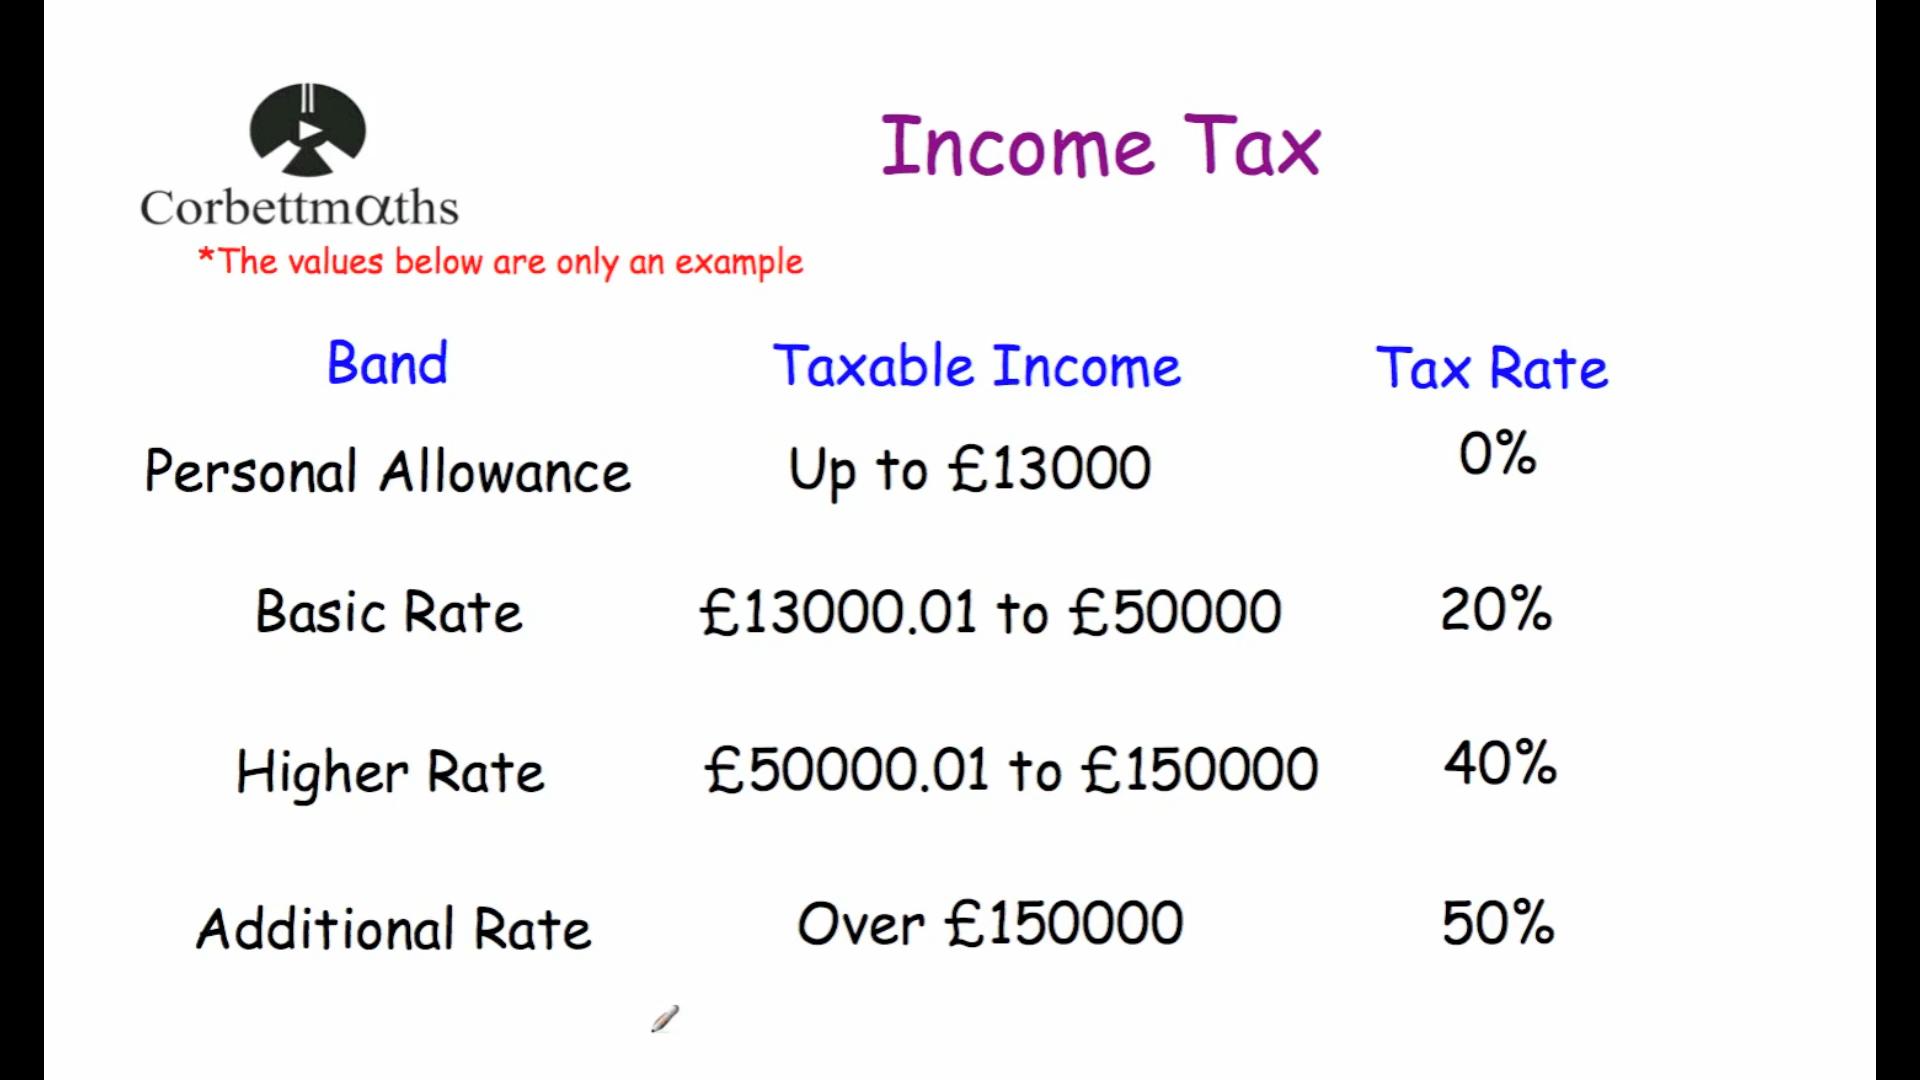 Income Tax
Corbettmαths
*The values below are only an example
Band Taxable Income Tax Rate
Personal Allowance Up to £13000 0%
Basic Rate £13000.01 to £50000 20%
Higher Rate £50000.01 to £150000 40%
Additional Rate Over £150000 50%